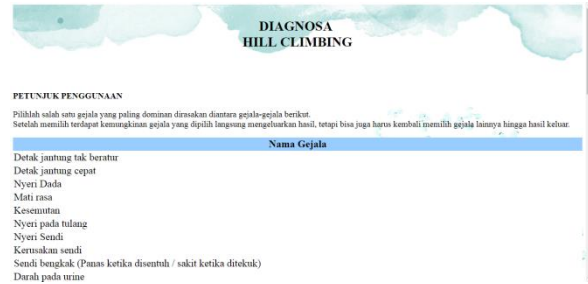 DIAGNOSA
HILL CLIMBING
PETUNJUK PENGGUNAAN
Pilihlah salah satu gejala yang paling dominan dirasakan diantara gejala-gejala berikut.
Setelah memilih terdapat kemungkinan gejala yang dipilih langsung mengeluarkan hasil, tetapi bisa juga harus kembali memilih gejala lainnya hingga hasil keluar.
Nama Gejala
Detak jantung tak beratur
Detak jantung cepat
Nyeri Dada
Mati rasa
Kesemutan
Nyeri pada tulang
Nyeri Sendi
Kerusakan sendi
Sendi bengkak (Panas ketika disentuh / sakit ketika ditekuk)
Darah pada urine